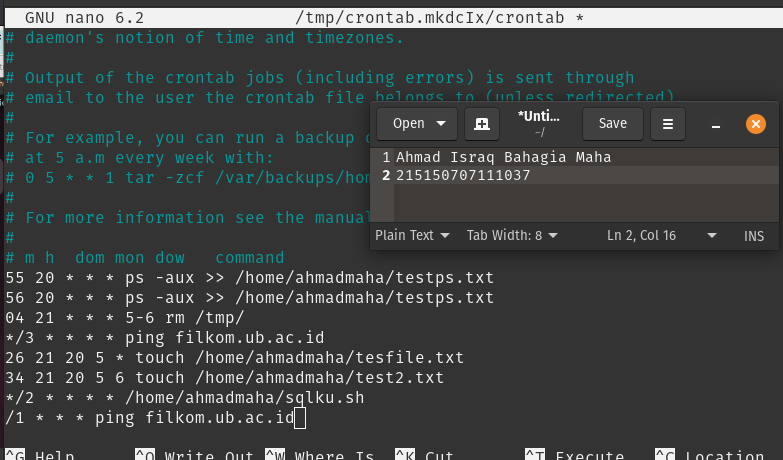 GNU nano 6.2 /tmp/crontab.mkdcIx/crontab *
# daemon's notion of time and timezones.
#
# Output of the crontab jobs (including errors) is sent through
# email to the user the crontab file belongs to (unless redirected).
#
# For example, you can run a backup
# at 5 a.m every week with:
# 0 5 * * 1 tar -zcf /var/backups/hom
#
# For more information see the manual
#
# m h  dom mon dow   command
55 20 * * * ps -aux >> /home/ahmadmaha/testps.txt
56 20 * * * ps -aux >> /home/ahmadmaha/testps.txt
04 21 * * * 5-6 rm /tmp/
*/3 * * * * ping filkom.ub.ac.id
26 21 20 5 * touch /home/ahmadmaha/tesfile.txt
34 21 20 5 6 touch /home/ahmadmaha/test2.txt
*/2 * * * * /home/ahmadmaha/sqlku.sh
/1 * * * ping filkom.ub.ac.id
^G Help ^O Write Out ^W Where Is ^K Cut ^T Execute ^C Location
Open *Unti... Save
~/
1 Ahmad Israq Bahagia Maha
2 215150707111037
Plain Text Tab Width: 8 Ln 2, Col 16 INS